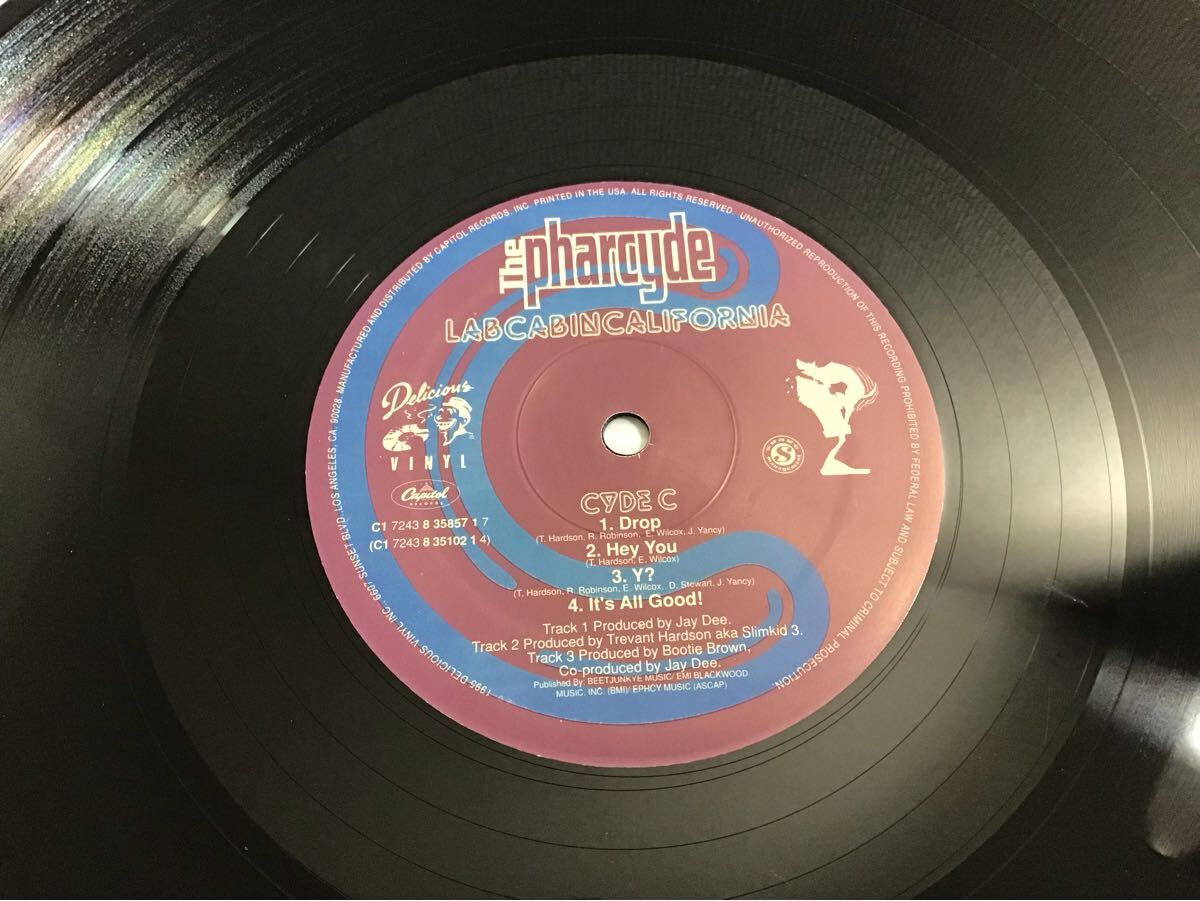 1995 DELICIOUS VINYL INC., 6607 SUNSET BLVD. LOS ANGELES, CA. 90028. MANUFACTURED AND DISTRIBUTED BY CAPITOL RECORDS, INC. PRINTED IN THE USA. ALL RIGHTS RESERVED. UNAUTHORIZED REPRODUCTION OF THIS RECORDING PROHIBITED BY FEDERAL LAW AND SUBJECT TO CRIMINAL PROSECUTION.
The pharcyde
LABCABINCALIFORNIA
Delicious
VINYL
Capitol
RECORDS
C1 7243 8 35857 1 7
(C1 7243 8 35102 1 4)
S
management
CYDE C
1. Drop
(T. Hardson, R. Robinson, E. Wilcox, J. Yancy)
2. Hey You
(T. Hardson, E. Wilcox)
3. Y?
(T. Hardson, R. Robinson, E. Wilcox, D. Stewart, J. Yancy)
4. It's All Good!
Track 1 Produced by Jay Dee.
Track 2 Produced by Trevant Hardson aka Slimkid 3.
Track 3 Produced by Bootie Brown,
Co-produced by Jay Dee.
Published By: BEETJUNKYE MUSIC/ EMI BLACKWOOD
MUSIC. INC. (BMI)/ EPHCY MUSIC (ASCAP)